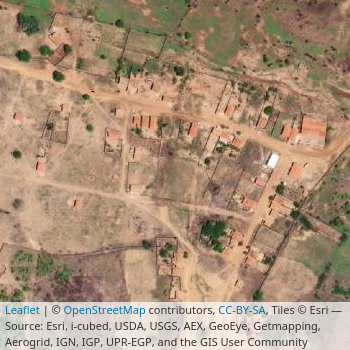 Leaflet | © OpenStreetMap contributors, CC-BY-SA, Tiles © Esri —
Source: Esri, i-cubed, USDA, USGS, AEX, GeoEye, Getmapping,
Aerogrid, IGN, IGP, UPR-EGP, and the GIS User Community